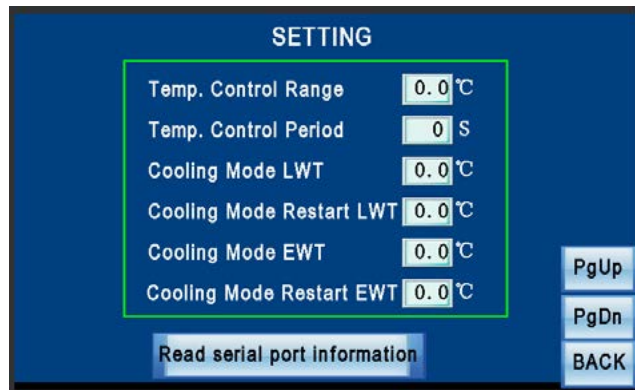 SETTING
Temp. Control Range 0.0 ℃
Temp. Control Period 0 S
Cooling Mode LWT 0.0 ℃
Cooling Mode Restart LWT 0.0 ℃
Cooling Mode EWT 0.0 ℃
Cooling Mode Restart EWT 0.0 ℃
PgUp
PgDn
Read serial port information
BACK